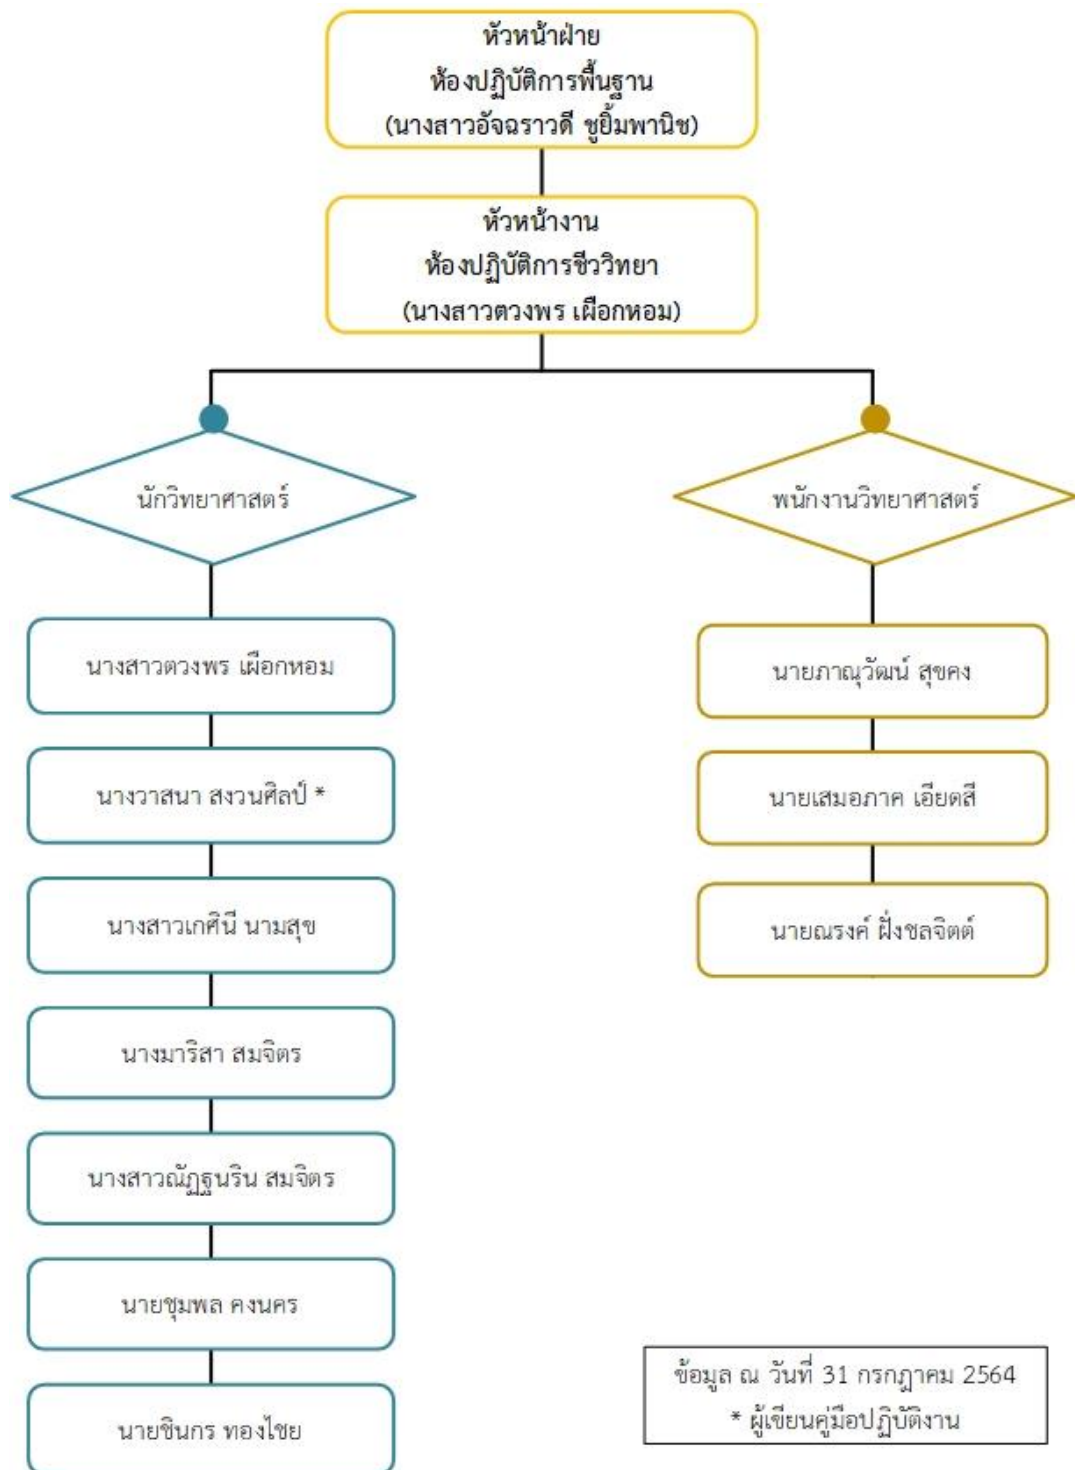 หัวหน้าฝ่าย
ห้องปฏิบัติการพื้นฐาน
(นางสาวอัจฉราวดี ชูยิ้มพานิช)
หัวหน้างาน
ห้องปฏิบัติการชีววิทยา
(นางสาวตวงพร เผือกหอม)
นักวิทยาศาสตร์
นางสาวตวงพร เผือกหอม
นางวาสนา สงวนศิลป์ *
นางสาวเกศินี นามสุข
นางมาริสา สมจิตร
นางสาวณัฏฐนริน สมจิตร
นายชุมพล คงนคร
นายชินกร ทองไชย
พนักงานวิทยาศาสตร์
นายภาณุวัฒน์ สุขคง
นายเสมอภาค เอียตสี
นายณรงค์ ฝั่งชลจิตต์
ข้อมูล ณ วันที่ 31 กรกฎาคม 2564
* ผู้เขียนคู่มือปฏิบัติงาน